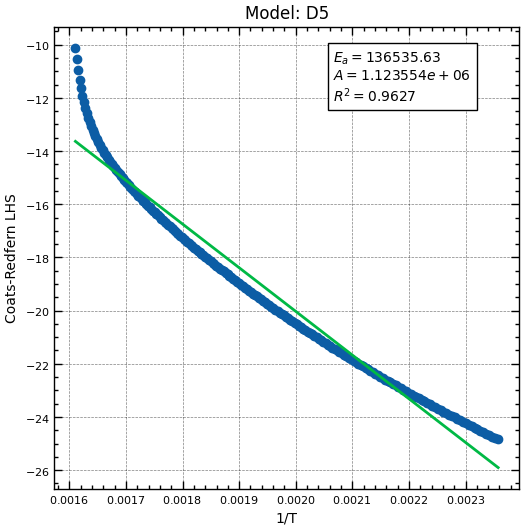 Model: D5
E_a = 136535.63
A = 1.123554e + 06
R^2 = 0.9627
Coats-Redfern LHS
−10
−12
−14
−16
−18
−20
−22
−24
−26
0.0016 0.0017 0.0018 0.0019 0.0020 0.0021 0.0022 0.0023
1/T